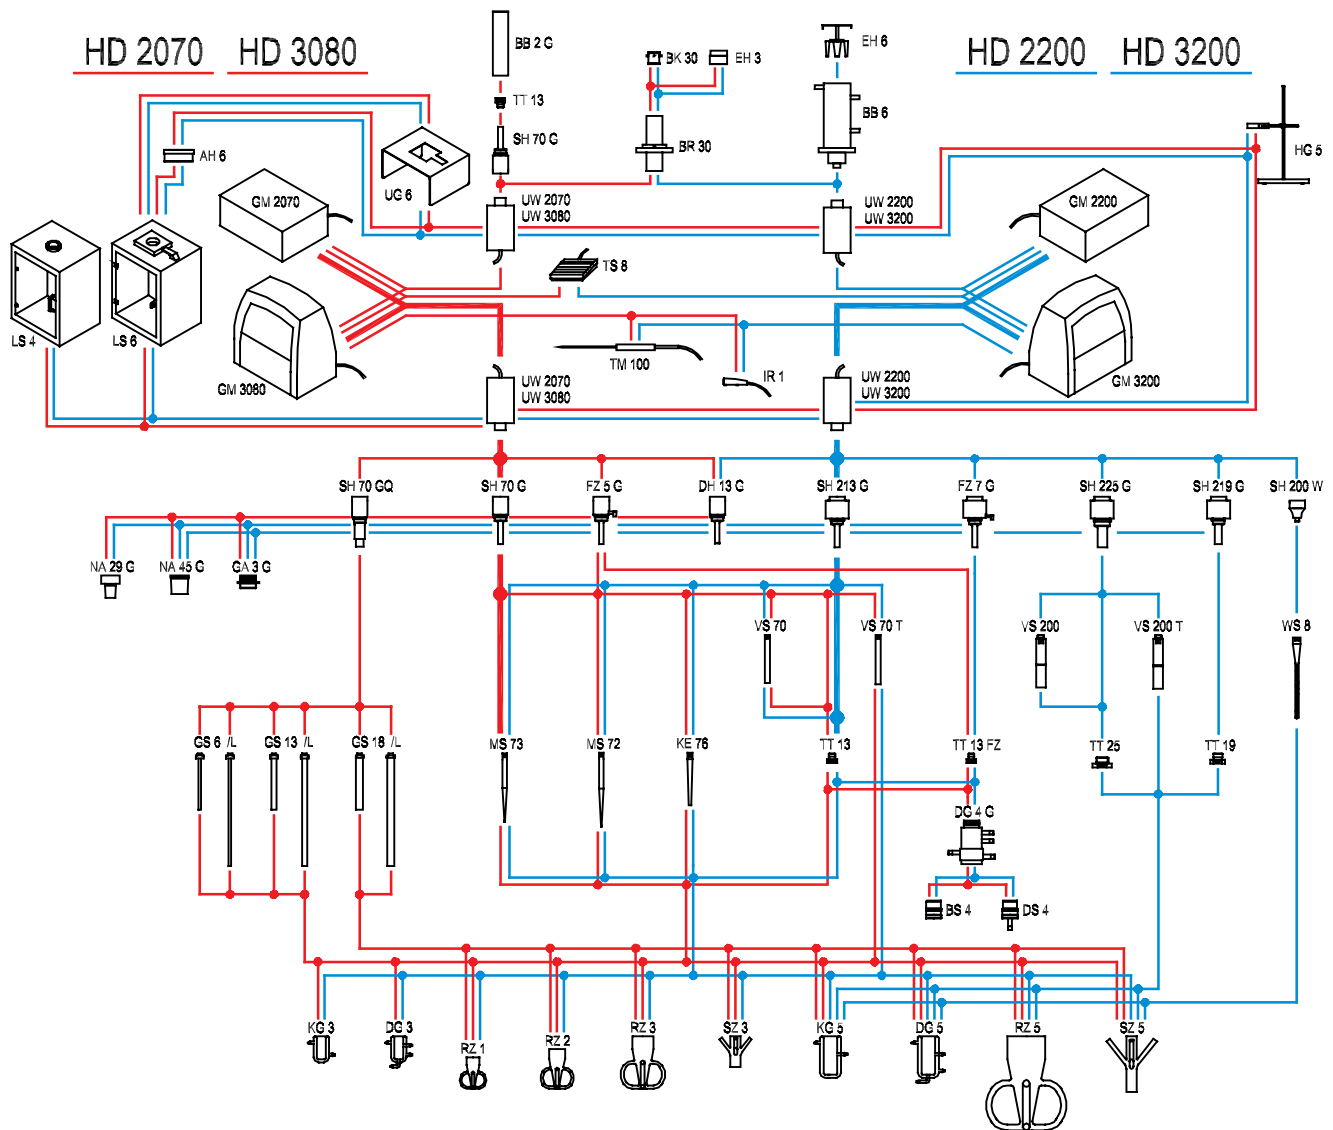 HD 2070 HD 3080
HD 2200 HD 3200
BB 2 G
EH 6
BK 30 EH 3
TT 13
BB 6
SH 70 G
AH 6
BR 30
HG 5
UG 6
GM 2070
UW 2070
UW 3080
UW 2200
UW 3200
GM 2200
TS 8
LS 4
LS 6
GM 3080
TM 100
IR 1
UW 2070
UW 3080
UW 2200
UW 3200
GM 3200
SH 70 GQ
SH 70 G
FZ 5 G
DH 13 G
SH 213 G
FZ 7 G
SH 225 G
SH 219 G
SH 200 W
NA 29 G
NA 45 G
GA 3 G
VS 70
VS 70 T
VS 200
VS 200 T
WS 8
GS 6 /L
GS 13 /L
GS 18 /L
MS 73
MS 72
KE 76
TT 13
TT 13 FZ
TT 25
TT 19
DG 4 G
BS 4
DS 4
KG 3
DG 3
RZ 1
RZ 2
RZ 3
SZ 3
KG 5
DG 5
RZ 5
SZ 5